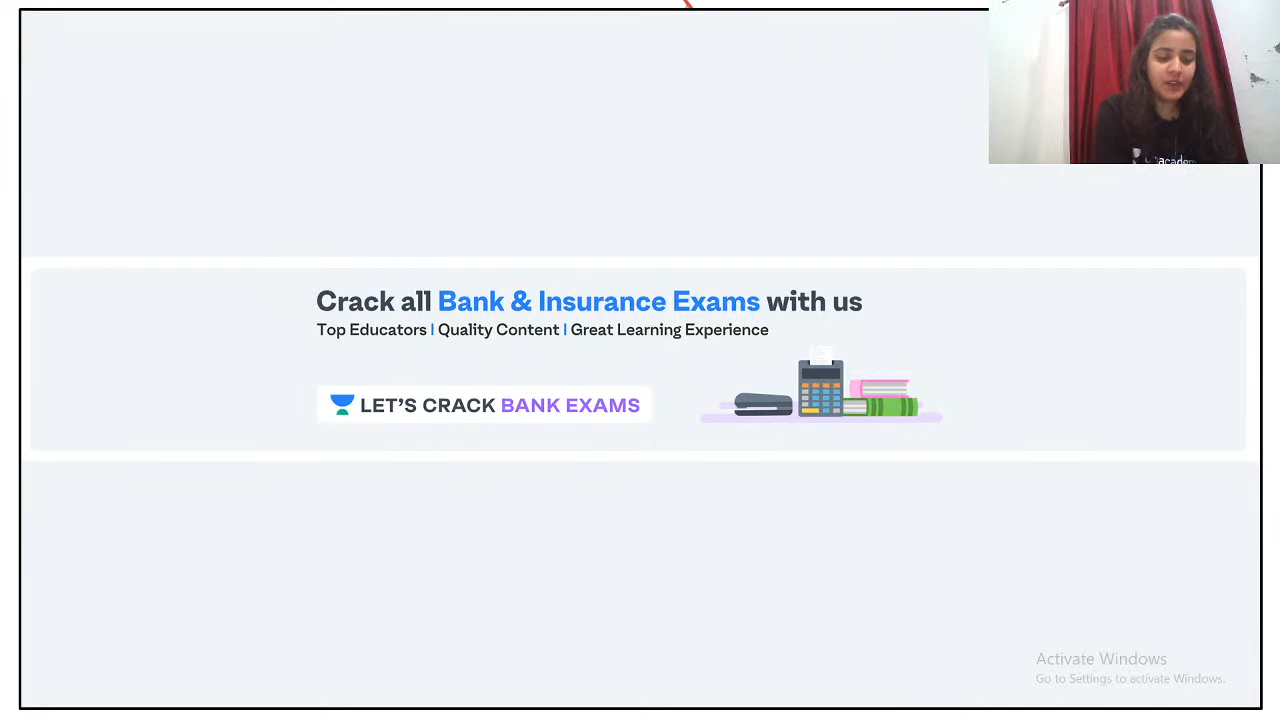 Crack all Bank & Insurance Exams with us
Top Educators | Quality Content | Great Learning Experience
LET'S CRACK BANK EXAMS
Activate Windows
Go to Settings to activate Windows.